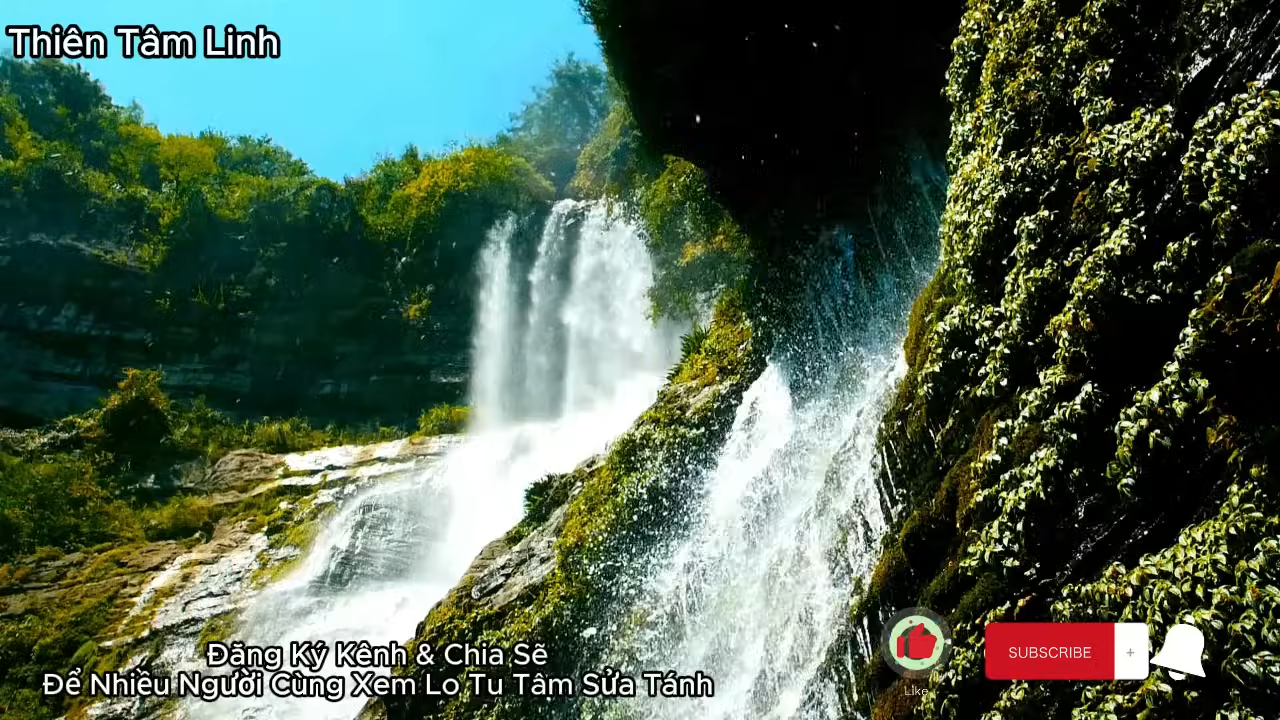 Thiên Tâm Linh
Đăng Ký Kênh & Chia Sẽ
Để Nhiều Người Cùng Xem Lo Tu Tâm Sửa Tánh
SUBSCRIBE +
Like